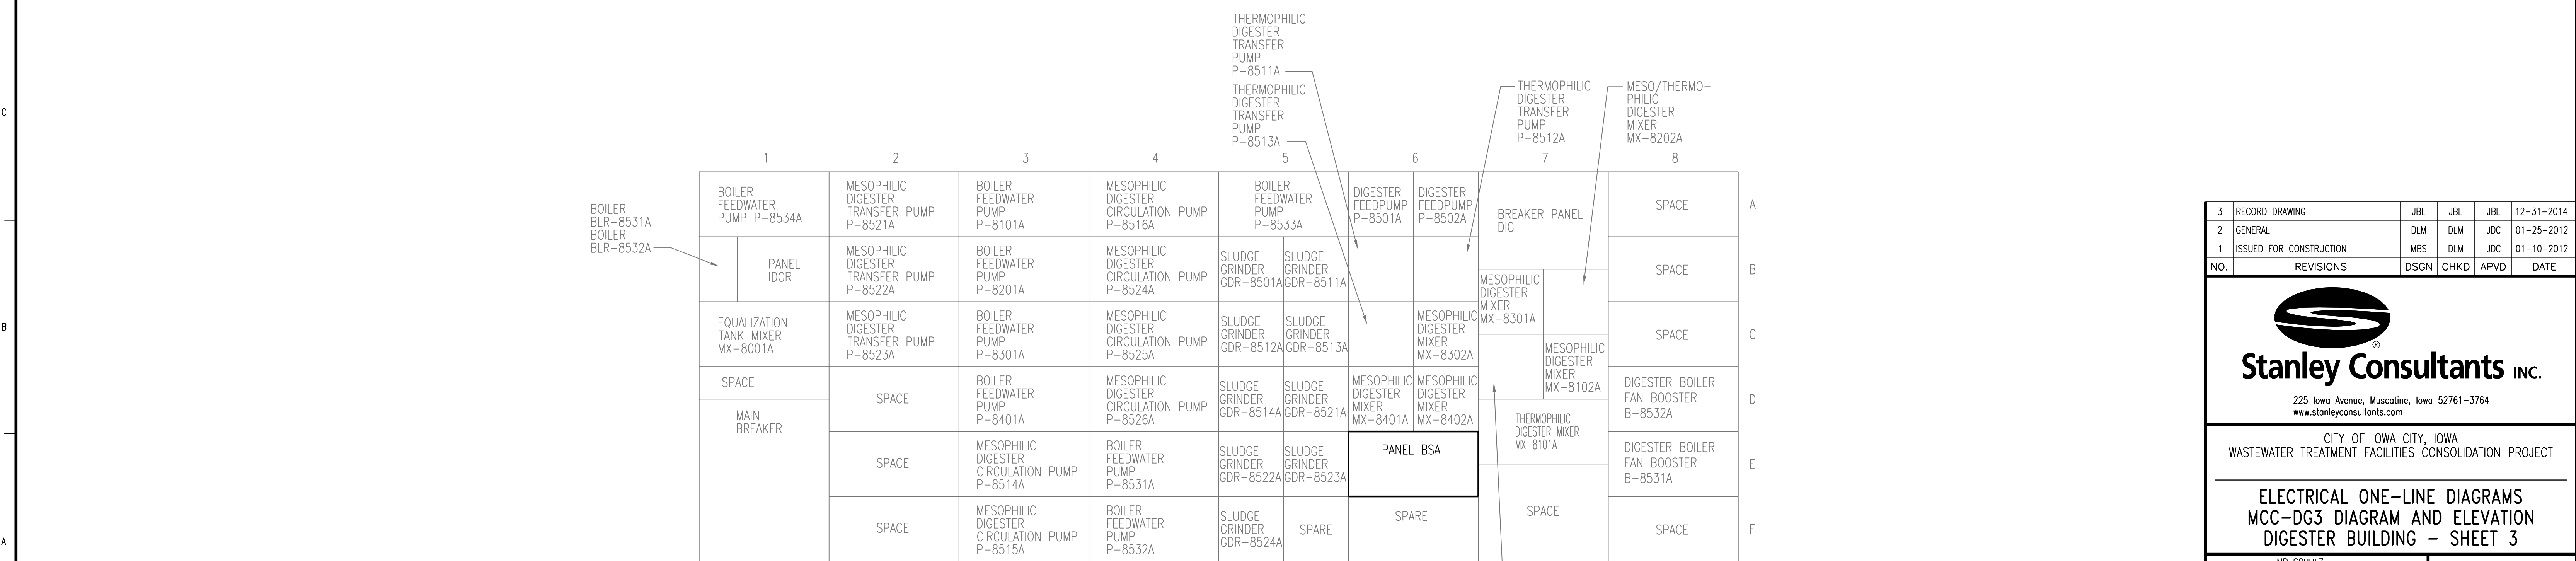 THERMOPHILIC
DIGESTER
TRANSFER
PUMP
P-8511A
THERMOPHILIC
DIGESTER
TRANSFER
PUMP
P-8513A
THERMOPHILIC
DIGESTER
TRANSFER
PUMP
P-8512A
MESO/THERMO-
PHILIC
DIGESTER
MIXER
MX-8202A
C
B
A
1 2 3 4 5 6 7 8
BOILER
BLR-8531A
BOILER
BLR-8532A
BOILER
FEEDWATER
PUMP P-8534A
MESOPHILIC
DIGESTER
TRANSFER PUMP
P-8521A
BOILER
FEEDWATER
PUMP
P-8101A
MESOPHILIC
DIGESTER
CIRCULATION PUMP
P-8516A
BOILER
FEEDWATER
PUMP
P-8533A
DIGESTER
FEEDPUMP
P-8501A
DIGESTER
FEEDPUMP
P-8502A
BREAKER PANEL
DIG
SPACE
A
PANEL
IDGR
MESOPHILIC
DIGESTER
TRANSFER PUMP
P-8522A
BOILER
FEEDWATER
PUMP
P-8201A
MESOPHILIC
DIGESTER
CIRCULATION PUMP
P-8524A
SLUDGE
GRINDER
GDR-8501A
SLUDGE
GRINDER
GDR-8511A
MESOPHILIC
DIGESTER
MIXER
MX-8301A
SPACE
B
EQUALIZATION
TANK MIXER
MX-8001A
MESOPHILIC
DIGESTER
TRANSFER PUMP
P-8523A
BOILER
FEEDWATER
PUMP
P-8301A
MESOPHILIC
DIGESTER
CIRCULATION PUMP
P-8525A
SLUDGE
GRINDER
GDR-8512A
SLUDGE
GRINDER
GDR-8513A
MESOPHILIC
DIGESTER
MIXER
MX-8302A
MESOPHILIC
DIGESTER
MIXER
MX-8102A
SPACE
C
SPACE
MAIN
BREAKER
SPACE
BOILER
FEEDWATER
PUMP
P-8401A
MESOPHILIC
DIGESTER
CIRCULATION PUMP
P-8526A
SLUDGE
GRINDER
GDR-8514A
SLUDGE
GRINDER
GDR-8521A
MESOPHILIC
DIGESTER
MIXER
MX-8401A
MESOPHILIC
DIGESTER
MIXER
MX-8402A
THERMOPHILIC
DIGESTER MIXER
MX-8101A
DIGESTER BOILER
FAN BOOSTER
B-8532A
D
SPACE
MESOPHILIC
DIGESTER
CIRCULATION PUMP
P-8514A
BOILER
FEEDWATER
PUMP
P-8531A
SLUDGE
GRINDER
GDR-8522A
SLUDGE
GRINDER
GDR-8523A
PANEL BSA
DIGESTER BOILER
FAN BOOSTER
B-8531A
E
SPACE
MESOPHILIC
DIGESTER
CIRCULATION PUMP
P-8515A
BOILER
FEEDWATER
PUMP
P-8532A
SLUDGE
GRINDER
GDR-8524A
SPARE
SPARE
SPACE
SPACE
F
3 RECORD DRAWING JBL JBL JBL 12-31-2014
2 GENERAL DLM DLM JDC 01-25-2012
1 ISSUED FOR CONSTRUCTION MBS DLM JDC 01-10-2012
NO. REVISIONS DSGN CHKD APVD DATE
®
Stanley Consultants INC.
225 Iowa Avenue, Muscatine, Iowa 52761-3764
www.stanleyconsultants.com
CITY OF IOWA CITY, IOWA
WASTEWATER TREATMENT FACILITIES CONSOLIDATION PROJECT
ELECTRICAL ONE-LINE DIAGRAMS
MCC-DG3 DIAGRAM AND ELEVATION
DIGESTER BUILDING - SHEET 3